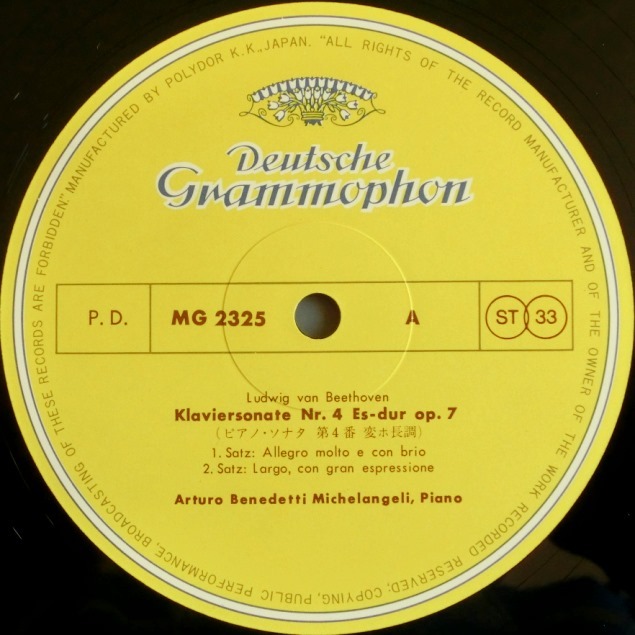 MANUFACTURED BY POLYDOR K.K., JAPAN. "ALL RIGHTS OF THE RECORD MANUFACTURER AND OF THE OWNER OF THE WORK RECORDED RESERVED; COPYING, PUBLIC PERFORMANCE, BROADCASTING OF THESE RECORDS ARE FORBIDDEN."
Deutsche
Grammophon
P. D. MG 2325 A ST 33
Ludwig van Beethoven
Klaviersonate Nr. 4 Es-dur op. 7
(ピアノ・ソナタ 第4番 変ホ長調)
1. Satz: Allegro molto e con brio
2. Satz: Largo, con gran espressione
Arturo Benedetti Michelangeli, Piano